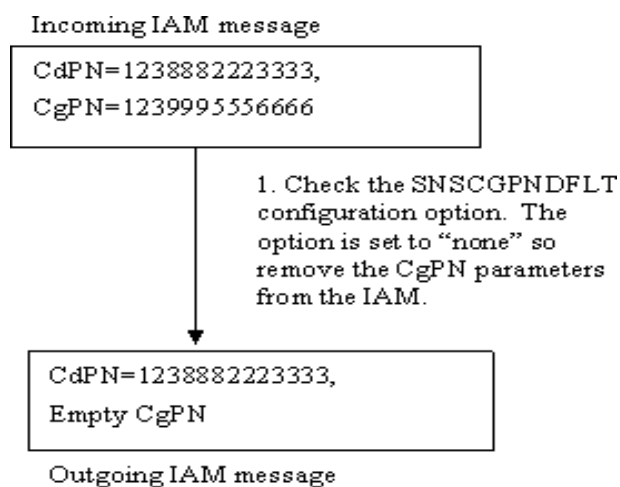 Incoming IAM message
CdPN=1238882223333,
CgPN=1239995556666
1. Check the SNSCGPNDFLT
configuration option. The
option is set to “none” so
remove the CgPN parameters
from the IAM.
CdPN=1238882223333,
Empty CgPN
Outgoing IAM message